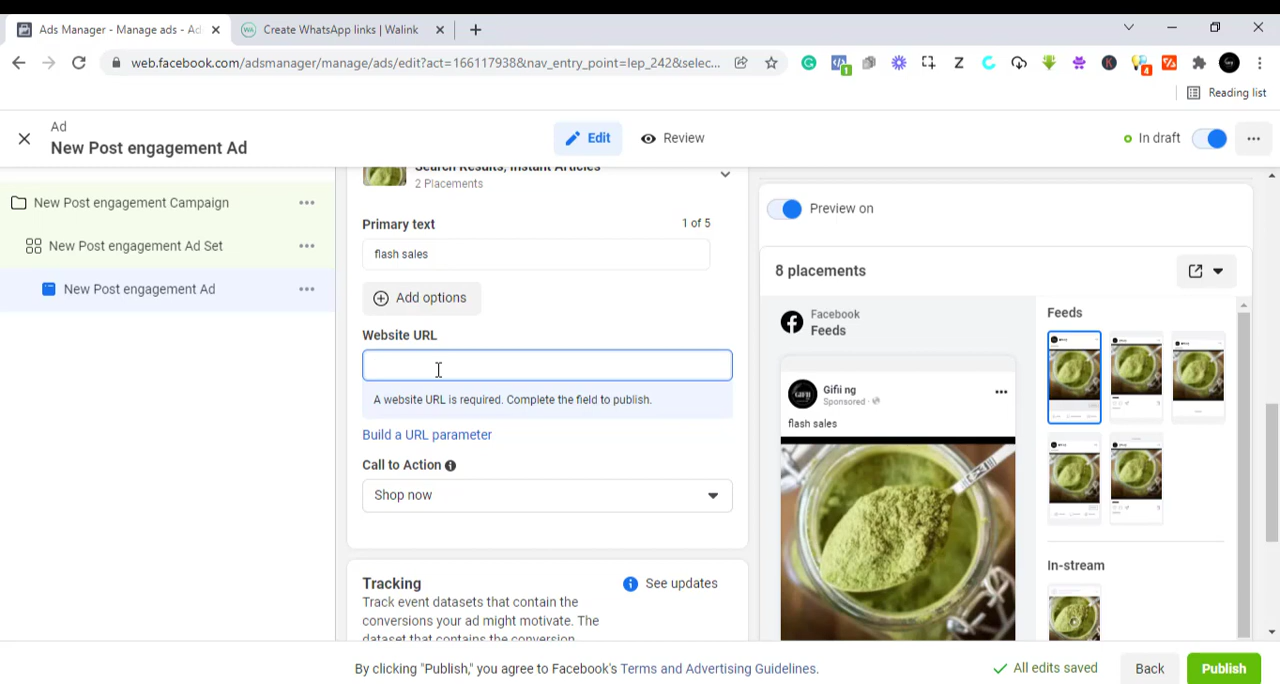 Ads Manager - Manage ads - Ad
Create WhatsApp links | Walink
web.facebook.com/adsmanager/manage/ads/edit?act=166117938&nav_entry_point=lep_242&selec...
Reading list
Ad
New Post engagement Ad
Edit
Review
In draft
New Post engagement Campaign
New Post engagement Ad Set
New Post engagement Ad
Search Results, Instant Articles
2 Placements
Primary text
1 of 5
flash sales
Add options
Website URL
A website URL is required. Complete the field to publish.
Build a URL parameter
Call to Action
Shop now
Tracking
See updates
Track event datasets that contain the
conversions your ad might motivate. The
dataset that contains the conversion
Preview on
8 placements
Facebook
Feeds
Gifii ng
Sponsored
flash sales
Feeds
In-stream
By clicking "Publish," you agree to Facebook's Terms and Advertising Guidelines.
All edits saved
Back
Publish